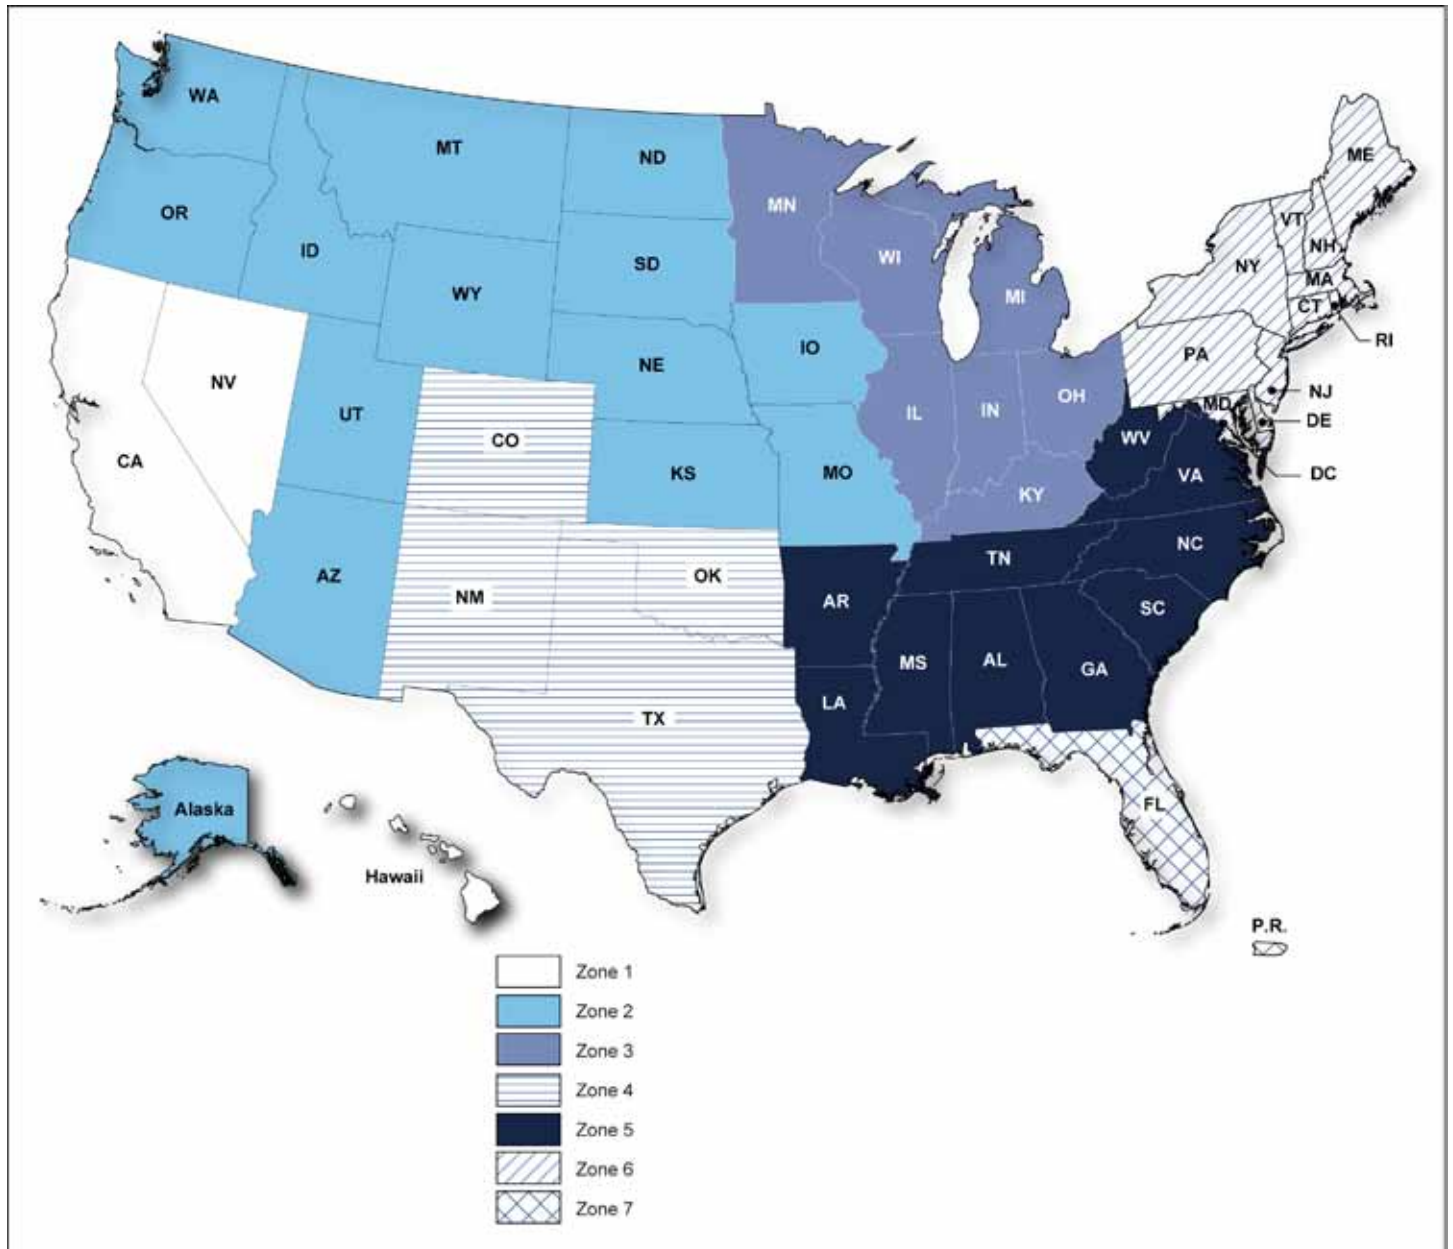 WA
MT
ND
MN
ME
OR
ID
SD
WI
VT
NH
NY
MA
WY
MI
CT
RI
IO
PA
NE
NV
UT
OH
NJ
IL
IN
MD
DE
CO
WV
CA
KS
MO
VA
DC
KY
TN
NC
AZ
OK
NM
AR
SC
MS
AL
GA
LA
TX
Alaska
FL
Hawaii
P.R.
Zone 1
Zone 2
Zone 3
Zone 4
Zone 5
Zone 6
Zone 7